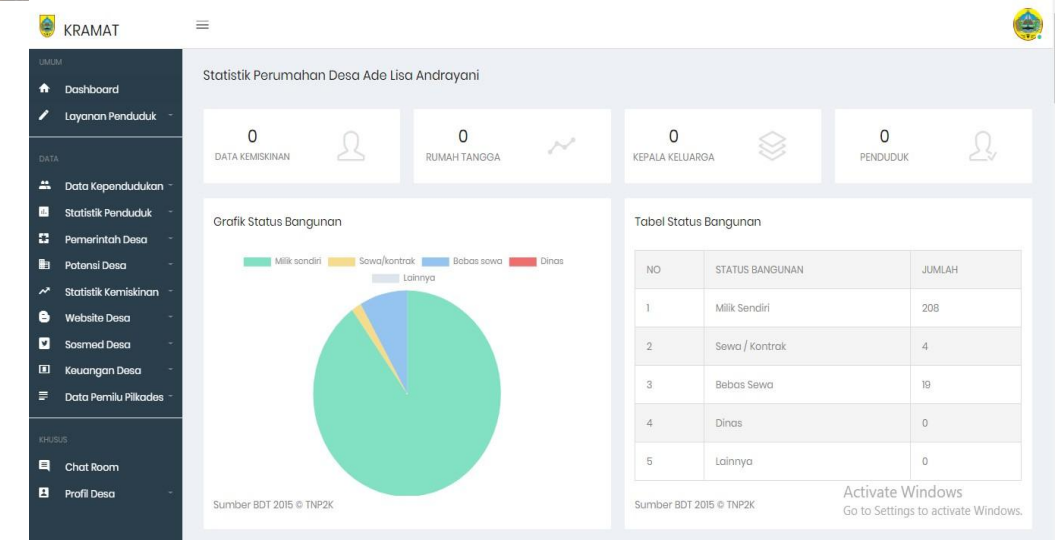 KRAMAT
UMUM
Dashboard
Layanan Penduduk
DATA
Data Kependudukan
Statistik Penduduk
Pemerintah Desa
Potensi Desa
Statistik Kemiskinan
Website Desa
Sosmed Desa
Keuangan Desa
Data Pemilu Pilkades
KHUSUS
Chat Room
Profil Desa
Statistik Perumahan Desa Ade Lisa Andrayani
0
DATA KEMISKINAN
0
RUMAH TANGGA
0
KEPALA KELUARGA
0
PENDUDUK
Grafik Status Bangunan
Milik sendiri Sewa/kontrak Bebas sewa Dinas
Lainnya
Sumber BDT 2015 © TNP2K
Tabel Status Bangunan
NO STATUS BANGUNAN JUMLAH
1 Milik Sendiri 208
2 Sewa / Kontrak 4
3 Bebas Sewa 19
4 Dinas 0
5 Lainnya 0
Sumber BDT 2015 © TNP2K
Activate Windows
Go to Settings to activate Windows.